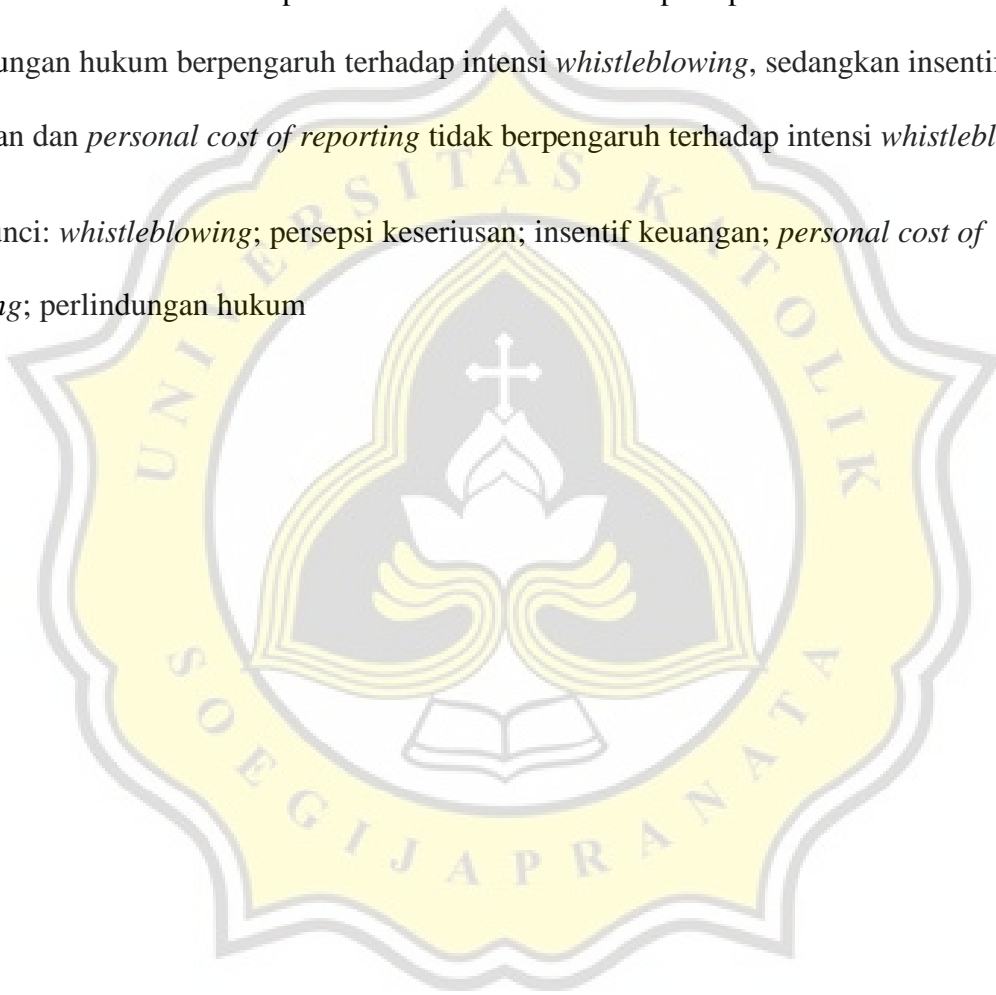 ungan hukum berpengaruh terhadap intensi whistleblowing, sedangkan insentif
an dan personal cost of reporting tidak berpengaruh terhadap intensi whistlebl
nci: whistleblowing; persepsi keseriusan; insentif keuangan; personal cost of
ng; perlindungan hukum
UNIVERSITAS KATOLIK
SOEGIJAPRANATA